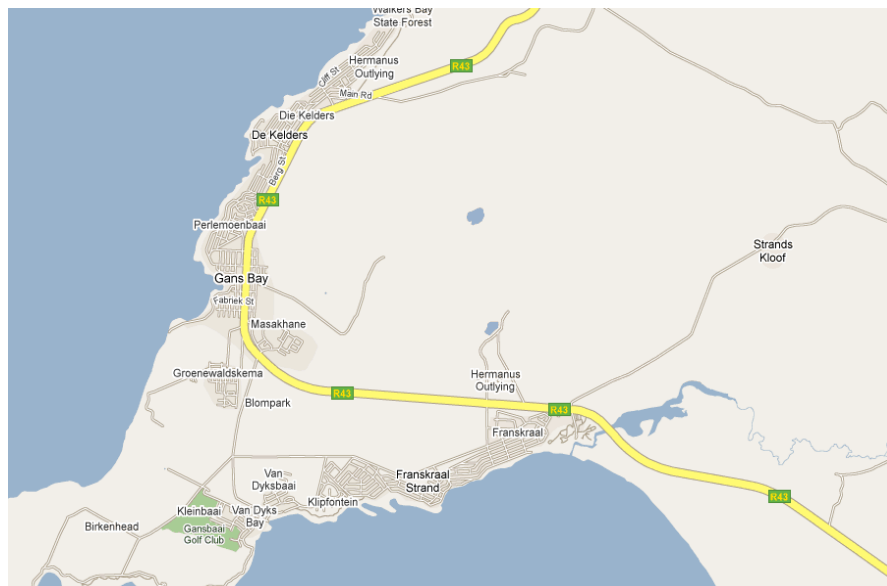 Walkers Bay
State Forest
Hermanus
Outlying
R43
Cliff St
Main Rd
Die Kelders
De Kelders
Berg St
R43
Perlemoenbaai
Strands
Kloof
Gans Bay
Fabriek St
Masakhane
Groenewaldskema
Hermanus
Outlying
R43
R43
Blompark
Franskraal
Van
Dyksbaai
Franskraal
Strand
R43
Klipfontein
Kleinbaai
Van Dyks
Bay
Birkenhead
Gansbaai
Golf Club